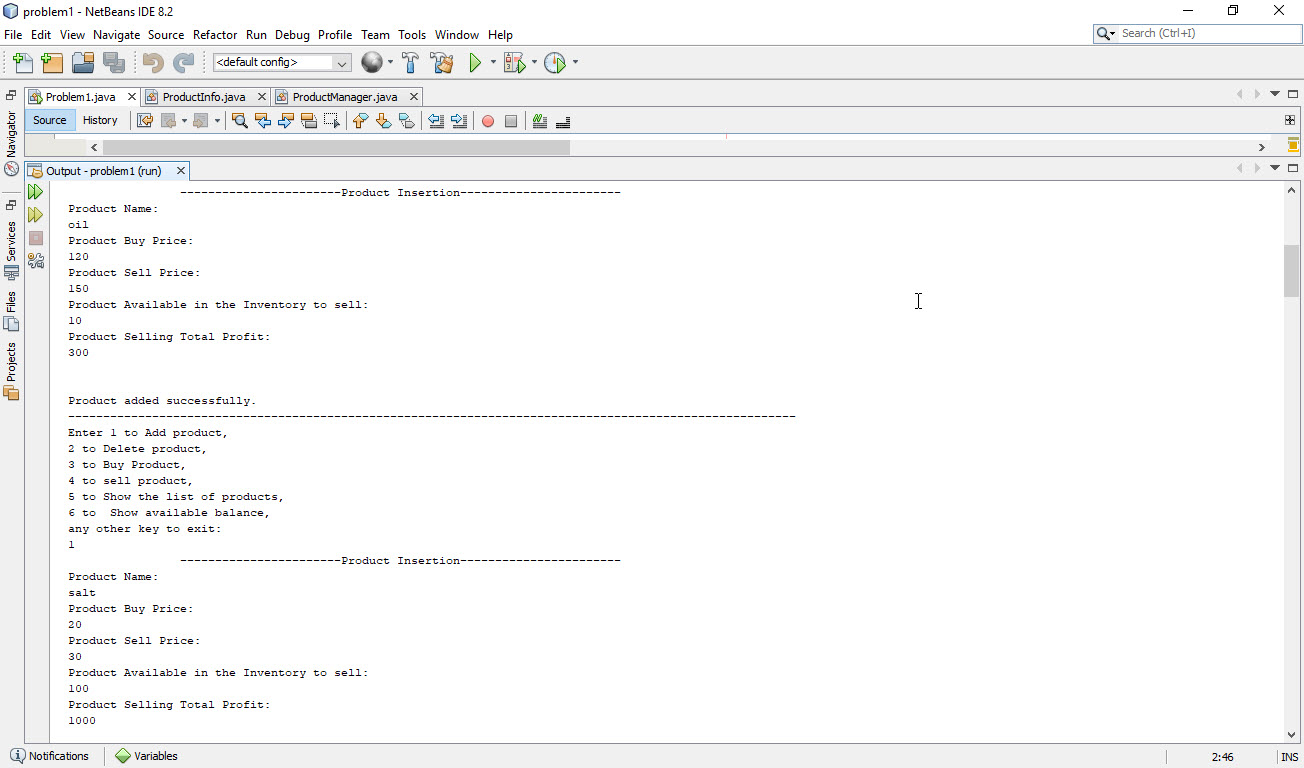 problem1 - NetBeans IDE 8.2
File Edit View Navigate Source Refactor Run Debug Profile Team Tools Window Help
Search (Ctrl+I)
<default config>
Problem1.java ProductInfo.java ProductManager.java
Source History
Navigator
Output - problem1 (run)
Services
Files
Projects
-----------------------Product Insertion-----------------------
Product Name:
oil
Product Buy Price:
120
Product Sell Price:
150
Product Available in the Inventory to sell:
10
Product Selling Total Profit:
300
Product added successfully.
--------------------------------------------------------------------------------------------------------
Enter 1 to Add product,
2 to Delete product,
3 to Buy Product,
4 to sell product,
5 to Show the list of products,
6 to  Show available balance,
any other key to exit:
1
-----------------------Product Insertion-----------------------
Product Name:
salt
Product Buy Price:
20
Product Sell Price:
30
Product Available in the Inventory to sell:
100
Product Selling Total Profit:
1000
Notifications Variables 2:46 INS